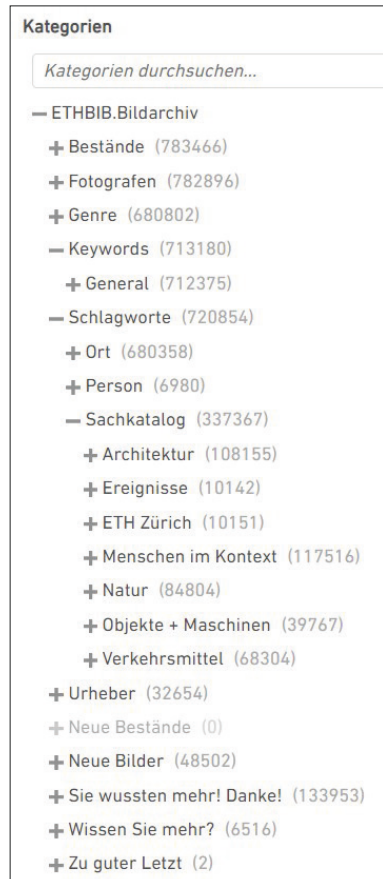 Kategorien
Kategorien durchsuchen...
ETHBIB.Bildarchiv
Bestände (783466)
Fotografen (782896)
Genre (680802)
Keywords (713180)
General (712375)
Schlagworte (720854)
Ort (680358)
Person (6980)
Sachkatalog (337367)
Architektur (108155)
Ereignisse (10142)
ETH Zürich (10151)
Menschen im Kontext (117516)
Natur (84804)
Objekte + Maschinen (39767)
Verkehrsmittel (68304)
Urheber (32654)
Neue Bestände (0)
Neue Bilder (48502)
Sie wussten mehr! Danke! (133953)
Wissen Sie mehr? (6516)
Zu guter Letzt (2)